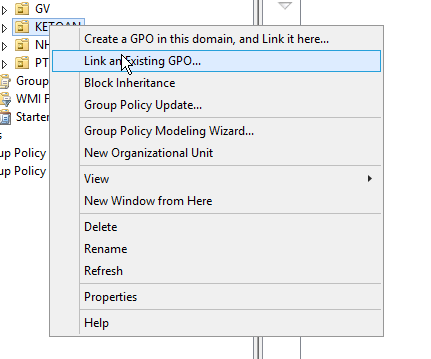 GV
KETOAN
Create a GPO in this domain, and Link it here...
NH
Link an Existing GPO...
PT
Block Inheritance
Group
Group Policy Update...
WMI F
Starter
Group Policy Modeling Wizard...
s
up Policy
New Organizational Unit
up Policy
View
New Window from Here
Delete
Rename
Refresh
Properties
Help